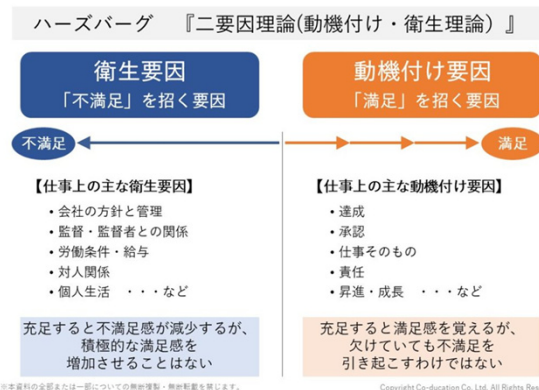 ハーズバーグ 『二要因理論(動機付け・衛生理論）』
衛生要因
「不満足」を招く要因
動機付け要因
「満足」を招く要因
不満足
満足
【仕事上の主な衛生要因】
・会社の方針と管理
・監督・監督者との関係
・労働条件・給与
・対人関係
・個人生活 ・・・など
【仕事上の主な動機付け要因】
・達成
・承認
・仕事そのもの
・責任
・昇進・成長 ・・・など
充足すると不満足感が減少するが、
積極的な満足感を
増加させることはない
充足すると満足感を覚えるが、
欠けていても不満足を
引き起こすわけではない
※本資料の全部または一部についての無断複製・無断転載を禁じます。
Copyright Co-ducation Co. Ltd. All Rights Res